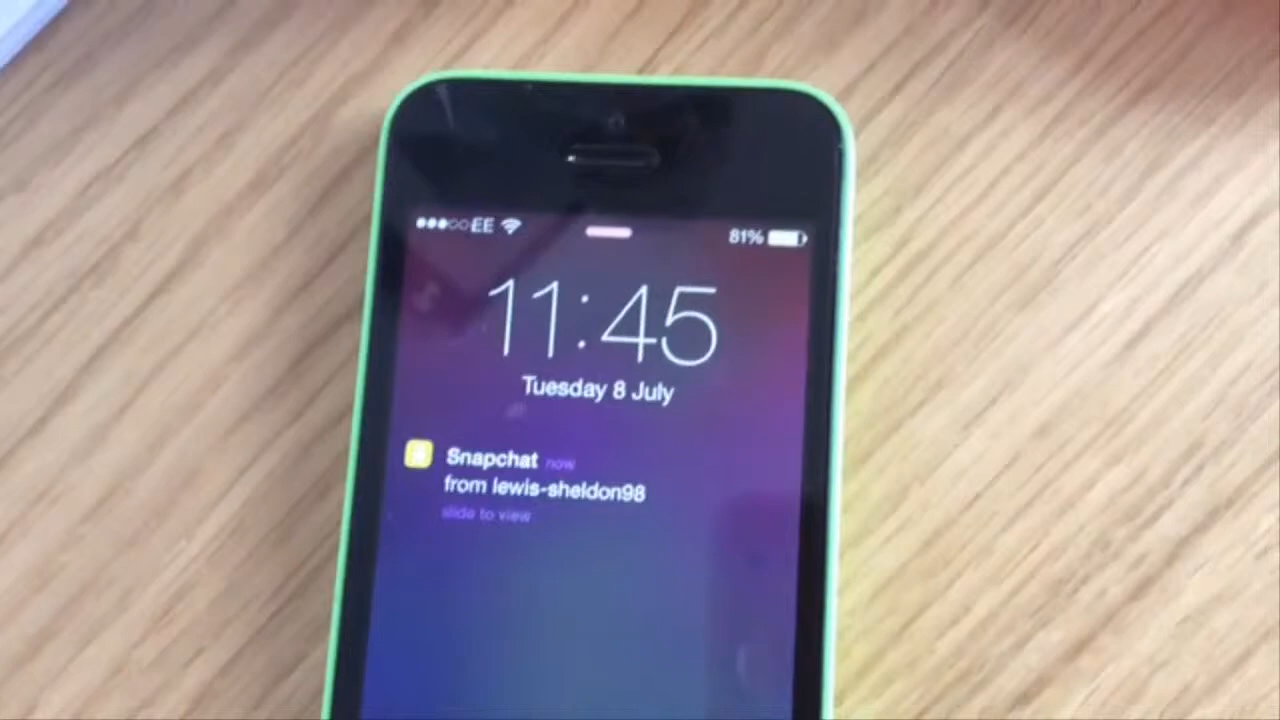 EE
81%
11:45
Tuesday 8 July
Snapchat now
from lewis-sheldon98
slide to view